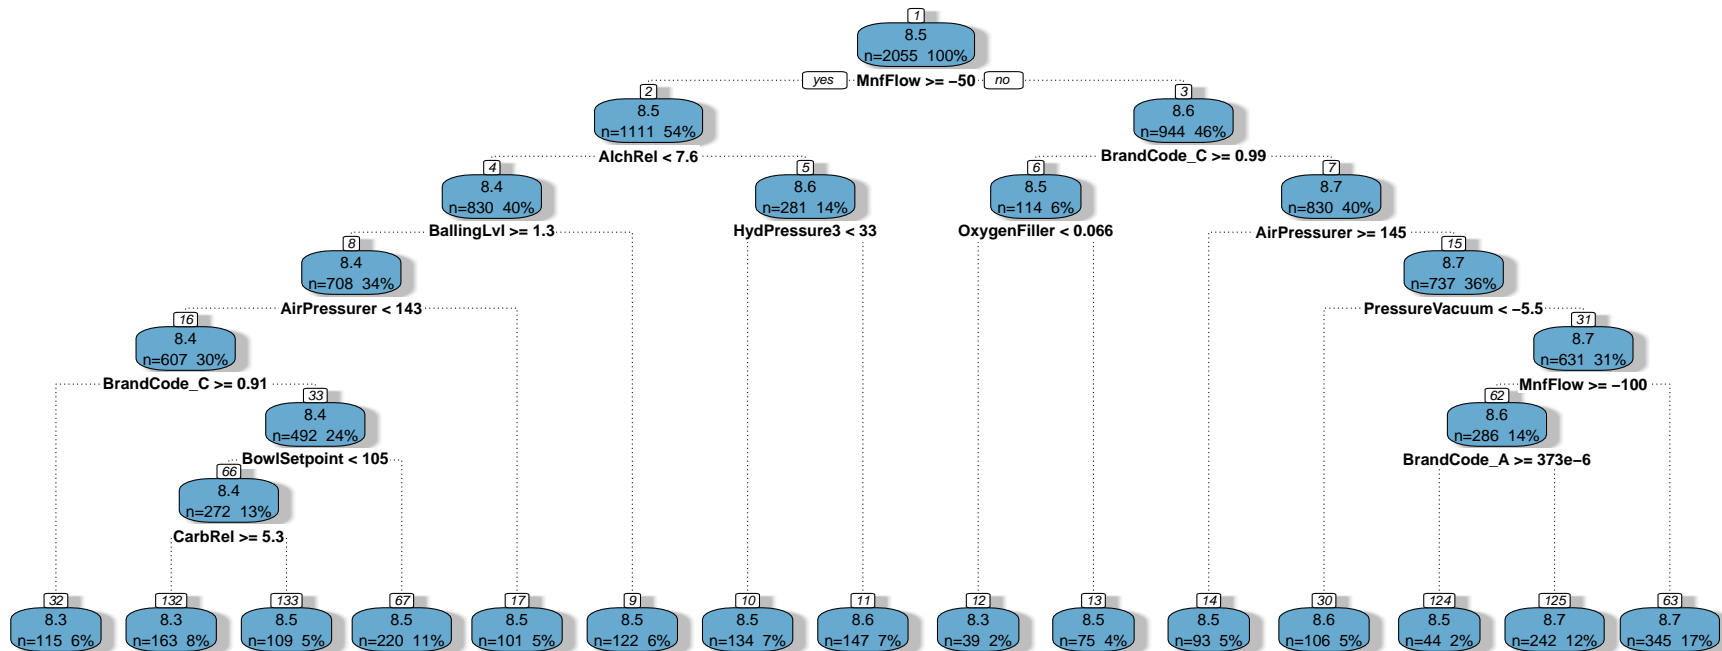 1
8.5
n=2055 100%
yes MnfFlow >= −50 no
2 3
8.5 8.6
n=1111 54% n=944 46%
AlchRel < 7.6 BrandCode_C >= 0.99
4 5 6 7
8.4 8.6 8.5 8.7
n=830 40% n=281 14% n=114 6% n=830 40%
BallingLvl >= 1.3 HydPressure3 < 33 OxygenFiller < 0.066 AirPressurer >= 145
8 15
8.4 8.7
n=708 34% n=737 36%
AirPressurer < 143 PressureVacuum < −5.5
16 31
8.4 8.7
n=607 30% n=631 31%
BrandCode_C >= 0.91 MnfFlow >= −100
33 62
8.4 8.6
n=492 24% n=286 14%
BowlSetpoint < 105 BrandCode_A >= 373e−6
66
8.4
n=272 13%
CarbRel >= 5.3
32 132 133 67 17 9 10 11 12 13 14 30 124 125 63
8.3 8.3 8.5 8.5 8.5 8.5 8.5 8.6 8.3 8.5 8.5 8.6 8.5 8.7 8.7
n=115 6% n=163 8% n=109 5% n=220 11% n=101 5% n=122 6% n=134 7% n=147 7% n=39 2% n=75 4% n=93 5% n=106 5% n=44 2% n=242 12% n=345 17%